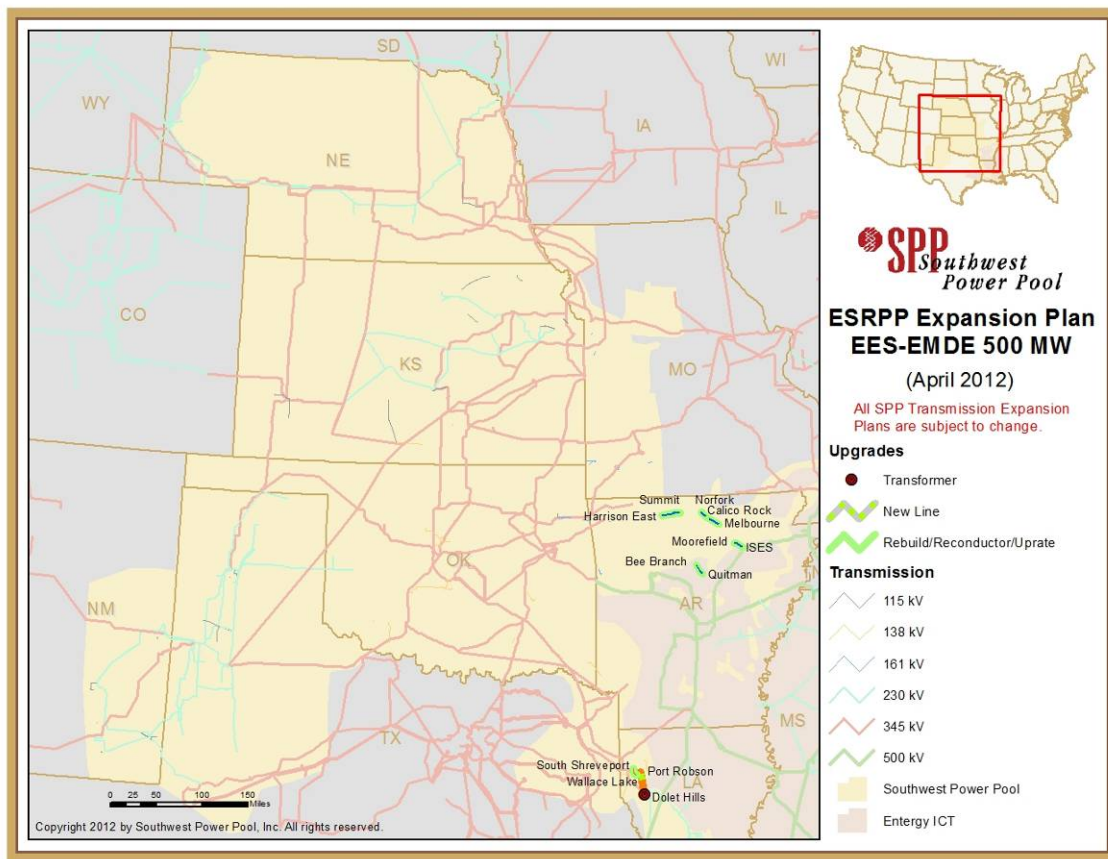 SD
WY
WI
IA
NE
IL
CO
KS
MO
Summit
Norfork
Harrison East
Calico Rock
Melbourne
Moorefield
ISES
Bee Branch
Quitman
OK
AR
NM
MS
TX
South Shreveport
Port Robson
Wallace Lake
LA
Dolet Hills
0 25 50 100 150
Miles
Copyright 2012 by Southwest Power Pool, Inc. All rights reserved.
SPP
Southwest
Power Pool
ESRPP Expansion Plan
EES-EMDE 500 MW
(April 2012)
All SPP Transmission Expansion
Plans are subject to change.
Upgrades
Transformer
New Line
Rebuild/Reconductor/Uprate
Transmission
115 kV
138 kV
161 kV
230 kV
345 kV
500 kV
Southwest Power Pool
Entergy ICT